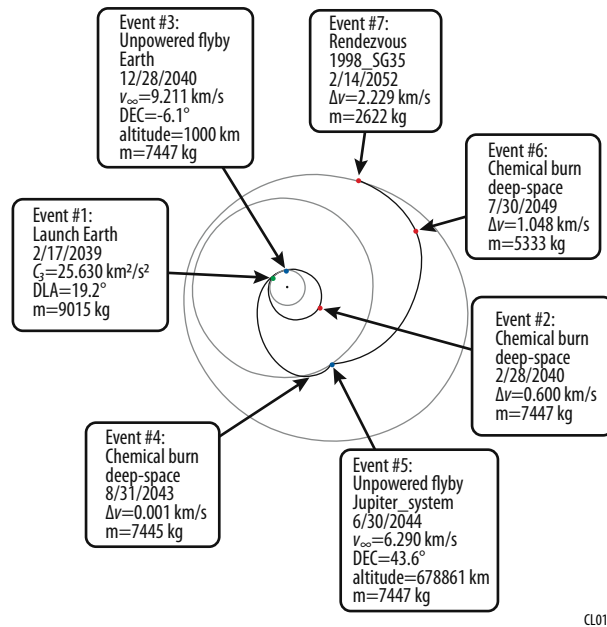 Event #3:
Unpowered flyby
Earth
12/28/2040
v∞=9.211 km/s
DEC=-6.1°
altitude=1000 km
m=7447 kg
Event #7:
Rendezvous
1998_SG35
2/14/2052
Δv=2.229 km/s
m=2622 kg
Event #6:
Chemical burn
deep-space
7/30/2049
Δv=1.048 km/s
m=5333 kg
Event #1:
Launch Earth
2/17/2039
C₃=25.630 km²/s²
DLA=19.2°
m=9015 kg
Event #2:
Chemical burn
deep-space
2/28/2040
Δv=0.600 km/s
m=7447 kg
Event #4:
Chemical burn
deep-space
8/31/2043
Δv=0.001 km/s
m=7445 kg
Event #5:
Unpowered flyby
Jupiter_system
6/30/2044
v∞=6.290 km/s
DEC=43.6°
altitude=678861 km
m=7447 kg
CL01